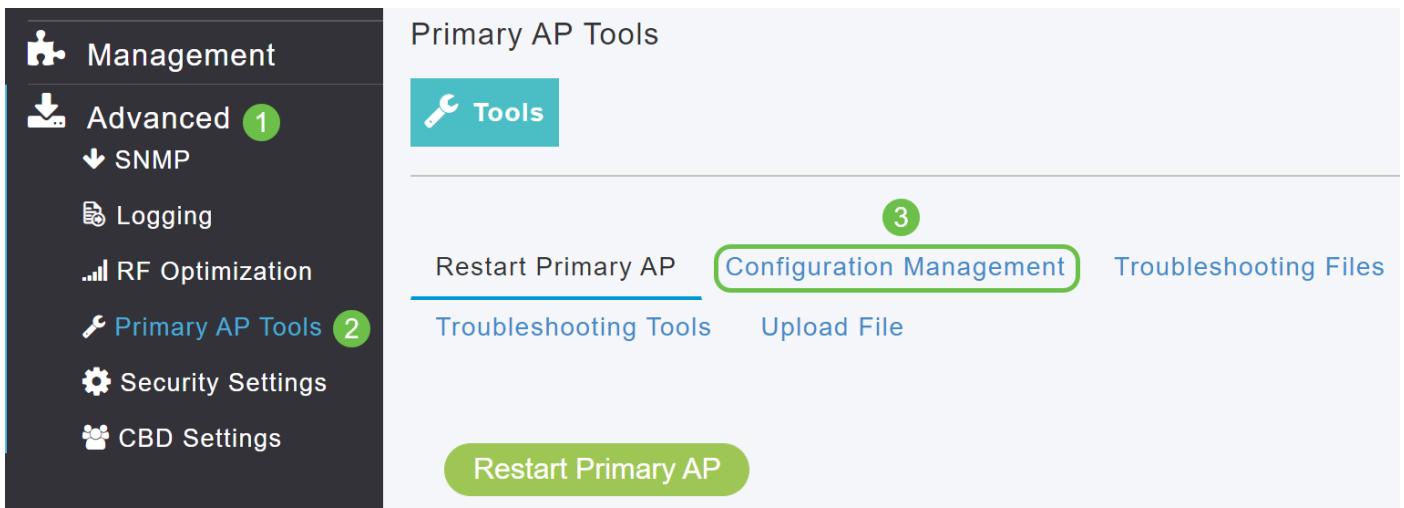 Management
Advanced 1
SNMP
Logging
RF Optimization
Primary AP Tools 2
Security Settings
CBD Settings
Primary AP Tools
Tools
3
Restart Primary AP Configuration Management Troubleshooting Files
Troubleshooting Tools Upload File
Restart Primary AP